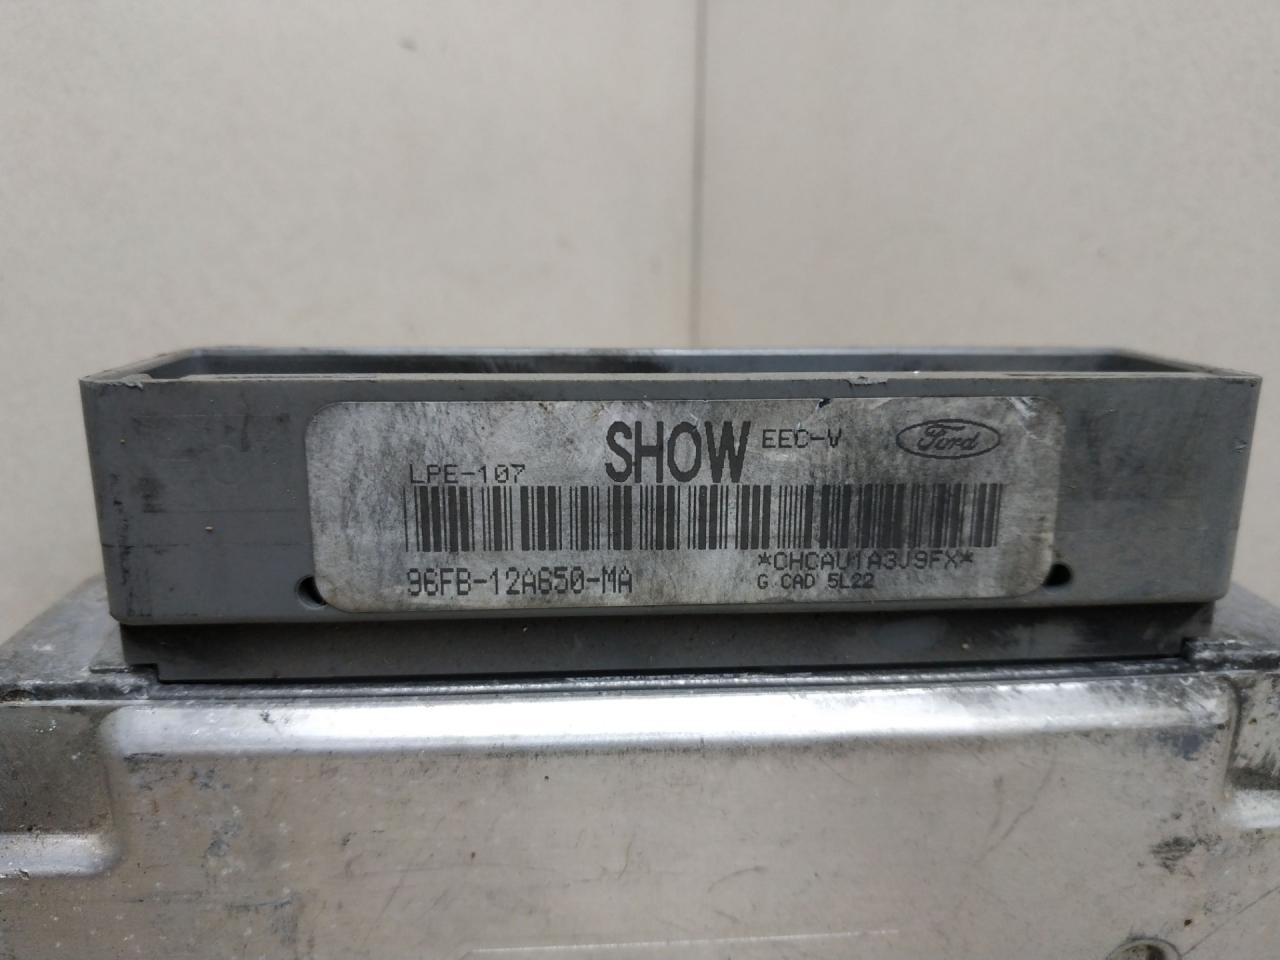 SHOW EEC-V Ford
LPE-107
*CHCAU1A3J9FX*
96FB-12A650-MA G CAD 5L22